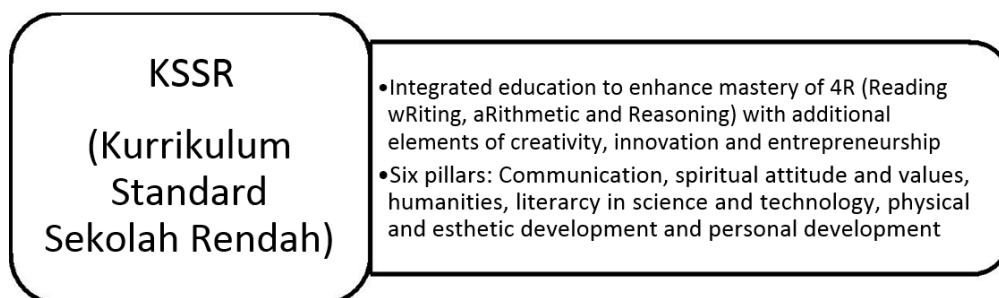 KSSR
(Kurrikulum
Standard
Sekolah Rendah)
•Integrated education to enhance mastery of 4R (Reading
wRiting, aRithmetic and Reasoning) with additional
elements of creativity, innovation and entrepreneurship
•Six pillars: Communication, spiritual attitude and values,
humanities, literarcy in science and technology, physical
and esthetic development and personal development